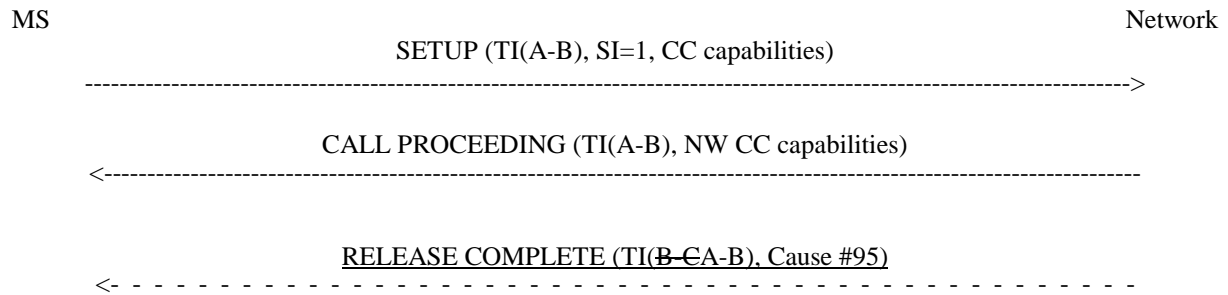 MS Network
SETUP (TI(A-B), SI=1, CC capabilities)
------------------------------------------------------------------------------------------------------------------------>
CALL PROCEEDING (TI(A-B), NW CC capabilities)
<-----------------------------------------------------------------------------------------------------------------------
RELEASE COMPLETE (TI(B-CA-B), Cause #95)
<- - - - - - - - - - - - - - - - - - - - - - - - - - - - - - - - - - - - - - - - - - -